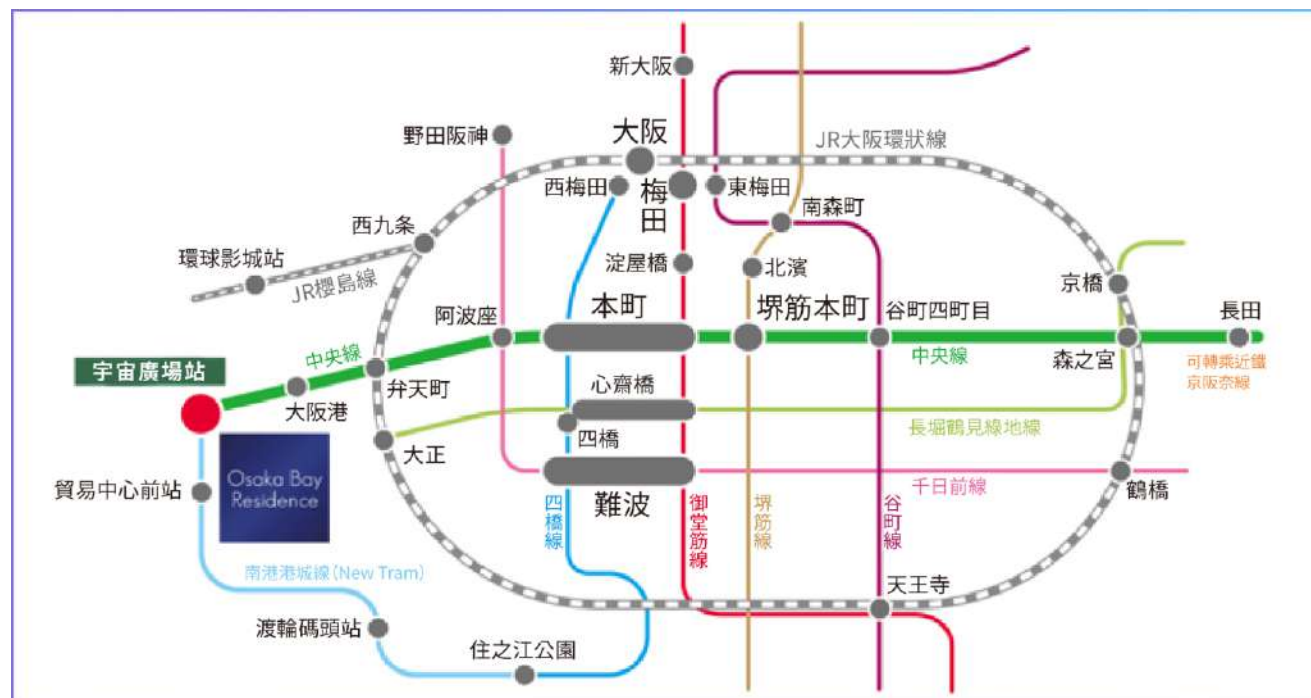 新大阪
大阪
野田阪神
JR大阪環狀線
西梅田
梅田
東梅田
南森町
西九条
環球影城站
JR櫻島線
淀屋橋
北濱
京橋
阿波座
本町
堺筋本町
谷町四町目
長田
中央線
中央線
森之宮
可轉乘近鐵
京阪奈線
宇宙廣場站
大阪港
弁天町
心齋橋
大正
四橋
長堀鶴見線地線
貿易中心前站
Osaka Bay
Residence
難波
千日前線
鶴橋
四橋線
御堂筋線
堺筋線
谷町線
南港港城線(New Tram)
天王寺
渡輪碼頭站
住之江公園